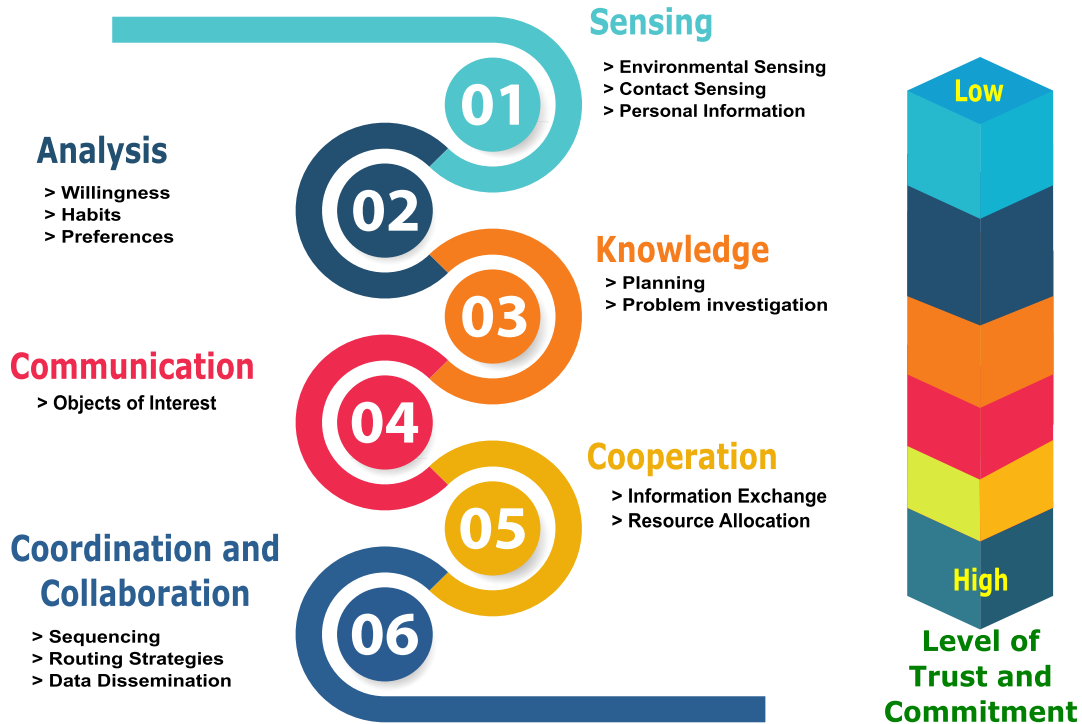 Sensing
> Environmental Sensing
> Contact Sensing
> Personal Information
01
Analysis
> Willingness
> Habits
> Preferences
02
Knowledge
> Planning
> Problem investigation
03
Communication
> Objects of Interest
04
Cooperation
> Information Exchange
> Resource Allocation
05
Coordination and
Collaboration
> Sequencing
> Routing Strategies
> Data Dissemination
06
Low
High
Level of
Trust and
Commitment